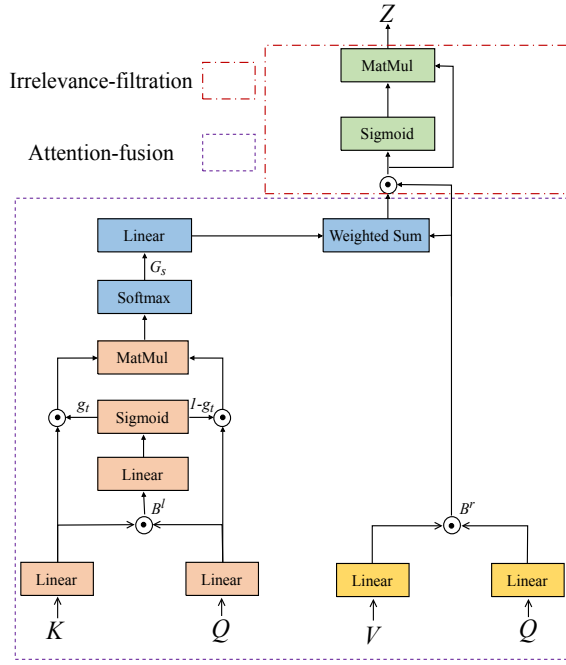 Z
MatMul
Irrelevance-filtration
Sigmoid
Attention-fusion
Linear
Weighted Sum
G_s
Softmax
MatMul
g_t
Sigmoid
1-g_t
Linear
B^l
B^r
Linear
Linear
Linear
Linear
K
Q
V
Q